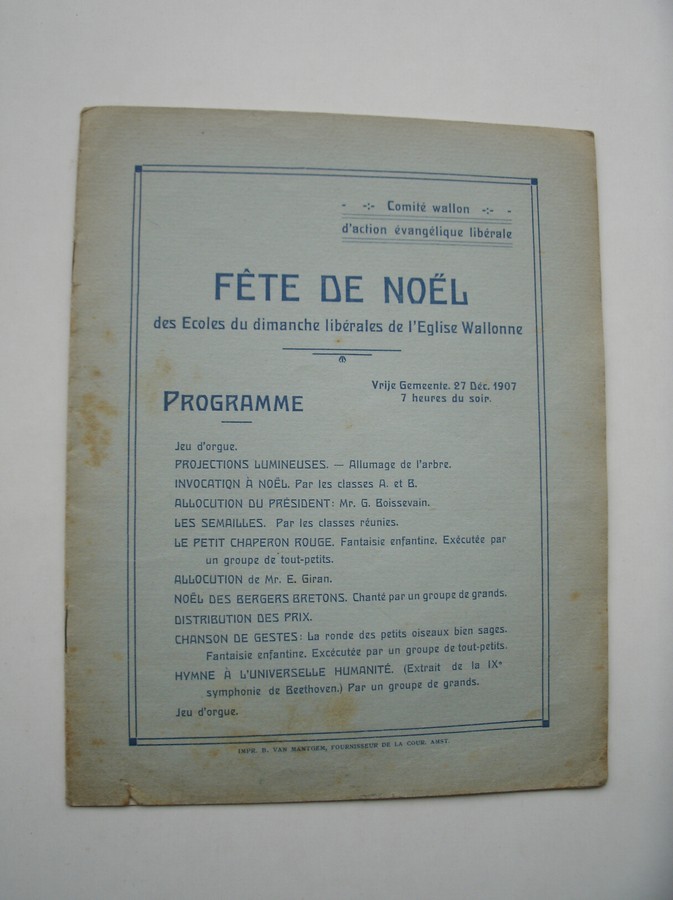 - -:- Comité wallon -:- -
d'action évangélique libérale
FÊTE DE NOËL
des Ecoles du dimanche libérales de l'Eglise Wallonne
Vrije Gemeente. 27 Déc. 1907
7 heures du soir.
PROGRAMME
Jeu d'orgue.
PROJECTIONS LUMINEUSES. — Allumage de l'arbre.
INVOCATION À NOËL. Par les classes A. et B.
ALLOCUTION DU PRÉSIDENT: Mr. G. Boissevain.
LES SEMAILLES. Par les classes réunies.
LE PETIT CHAPERON ROUGE. Fantaisie enfantine. Exécutée par
un groupe de tout-petits.
ALLOCUTION de Mr. E. Giran.
NOËL DES BERGERS BRETONS. Chanté par un groupe de grands.
DISTRIBUTION DES PRIX.
CHANSON DE GESTES: La ronde des petits oiseaux bien sages.
Fantaisie enfantine. Excécutée par un groupe de tout-petits.
HYMNE À L'UNIVERSELLE HUMANITÉ. (Extrait de la IXe
symphonie de Beethoven.) Par un groupe de grands.
Jeu d'orgue.
IMPR. B. VAN MANTGEM, FOURNISSEUR DE LA COUR. AMST.